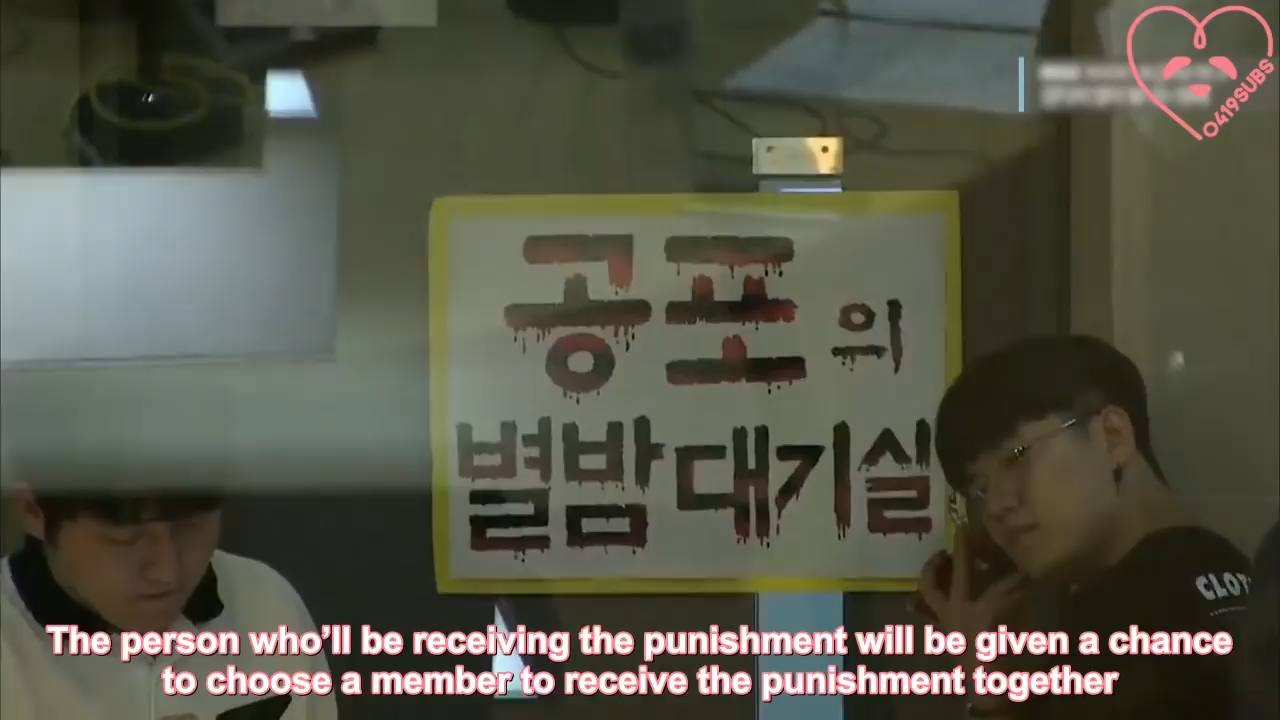 0419SUBS
공포의
별밤 대기실
CLOT
The person who'll be receiving the punishment will be given a chance
to choose a member to receive the punishment together